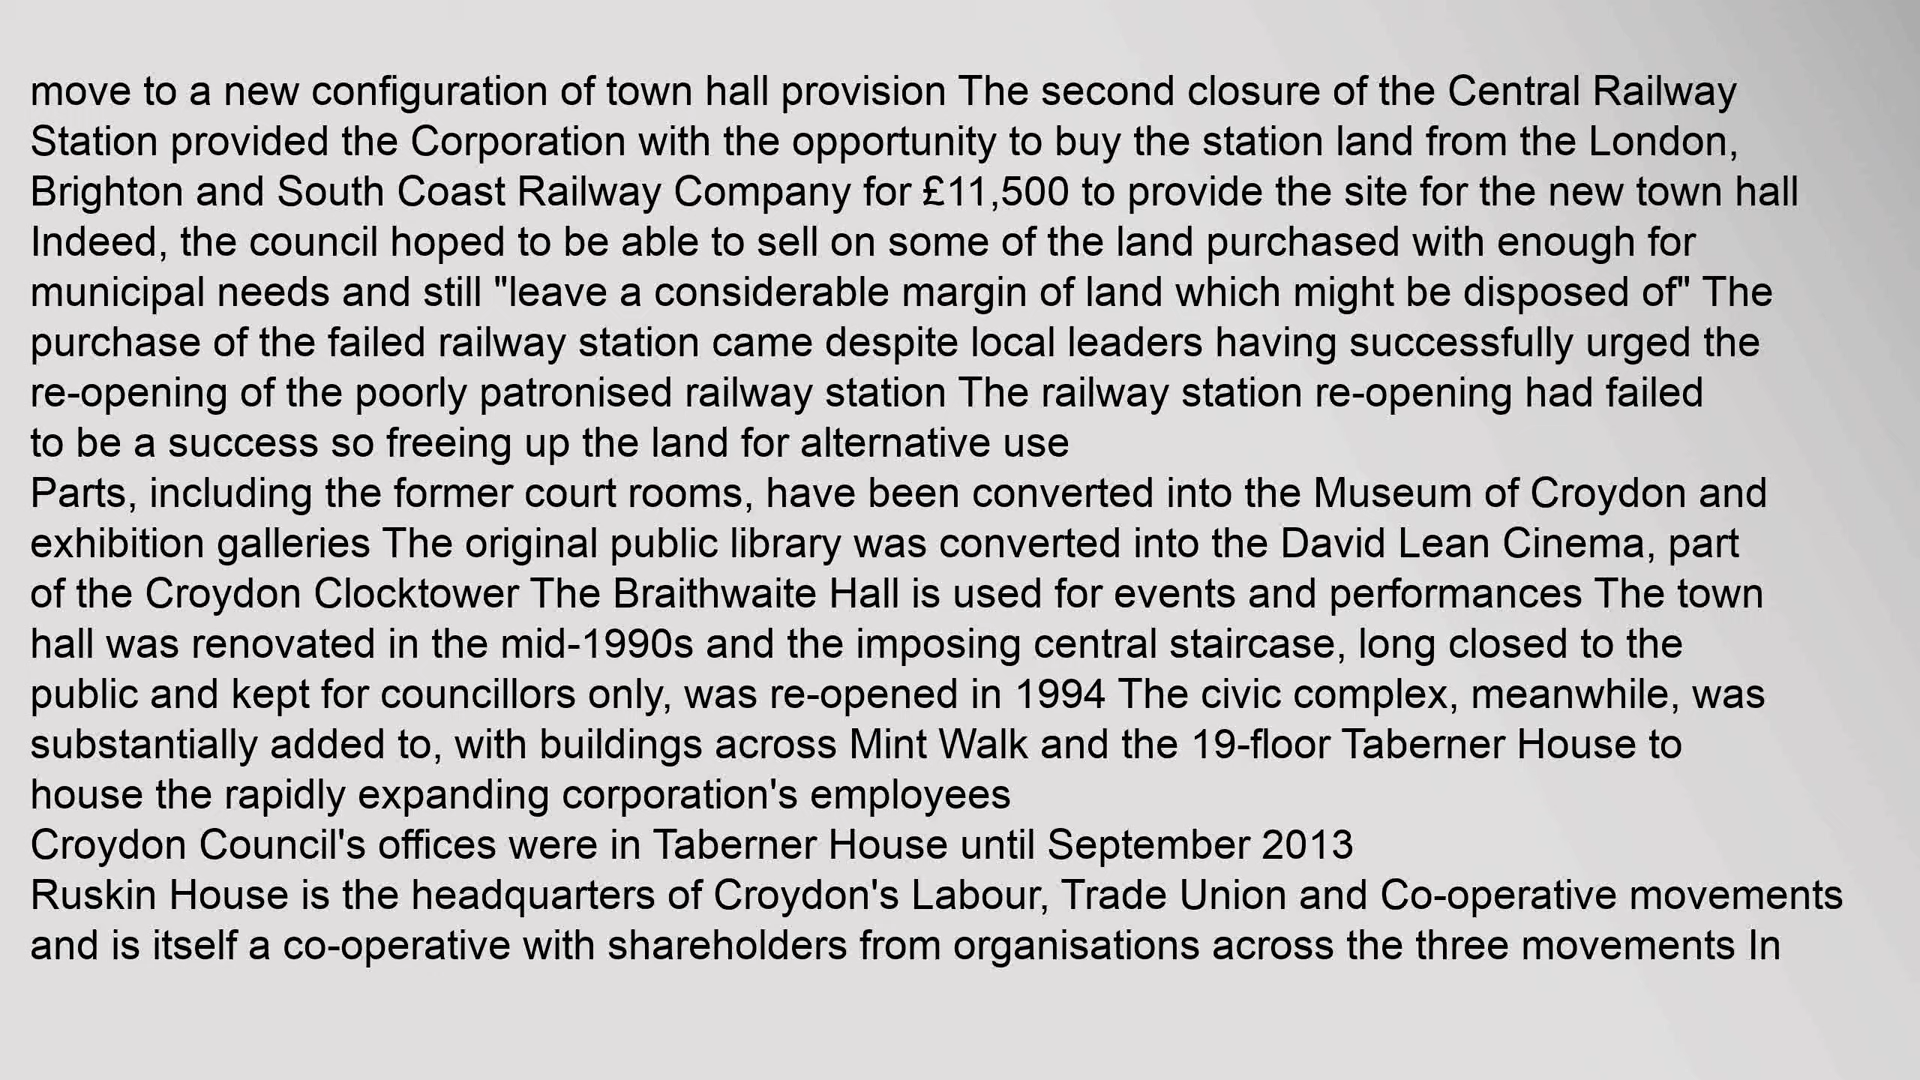 move to a new configuration of town hall provision The second closure of the Central Railway
Station provided the Corporation with the opportunity to buy the station land from the London,
Brighton and South Coast Railway Company for £11,500 to provide the site for the new town hall
Indeed, the council hoped to be able to sell on some of the land purchased with enough for
municipal needs and still "leave a considerable margin of land which might be disposed of" The
purchase of the failed railway station came despite local leaders having successfully urged the
re-opening of the poorly patronised railway station The railway station re-opening had failed
to be a success so freeing up the land for alternative use
Parts, including the former court rooms, have been converted into the Museum of Croydon and
exhibition galleries The original public library was converted into the David Lean Cinema, part
of the Croydon Clocktower The Braithwaite Hall is used for events and performances The town
hall was renovated in the mid-1990s and the imposing central staircase, long closed to the
public and kept for councillors only, was re-opened in 1994 The civic complex, meanwhile, was
substantially added to, with buildings across Mint Walk and the 19-floor Taberner House to
house the rapidly expanding corporation's employees
Croydon Council's offices were in Taberner House until September 2013
Ruskin House is the headquarters of Croydon's Labour, Trade Union and Co-operative movements
and is itself a co-operative with shareholders from organisations across the three movements In